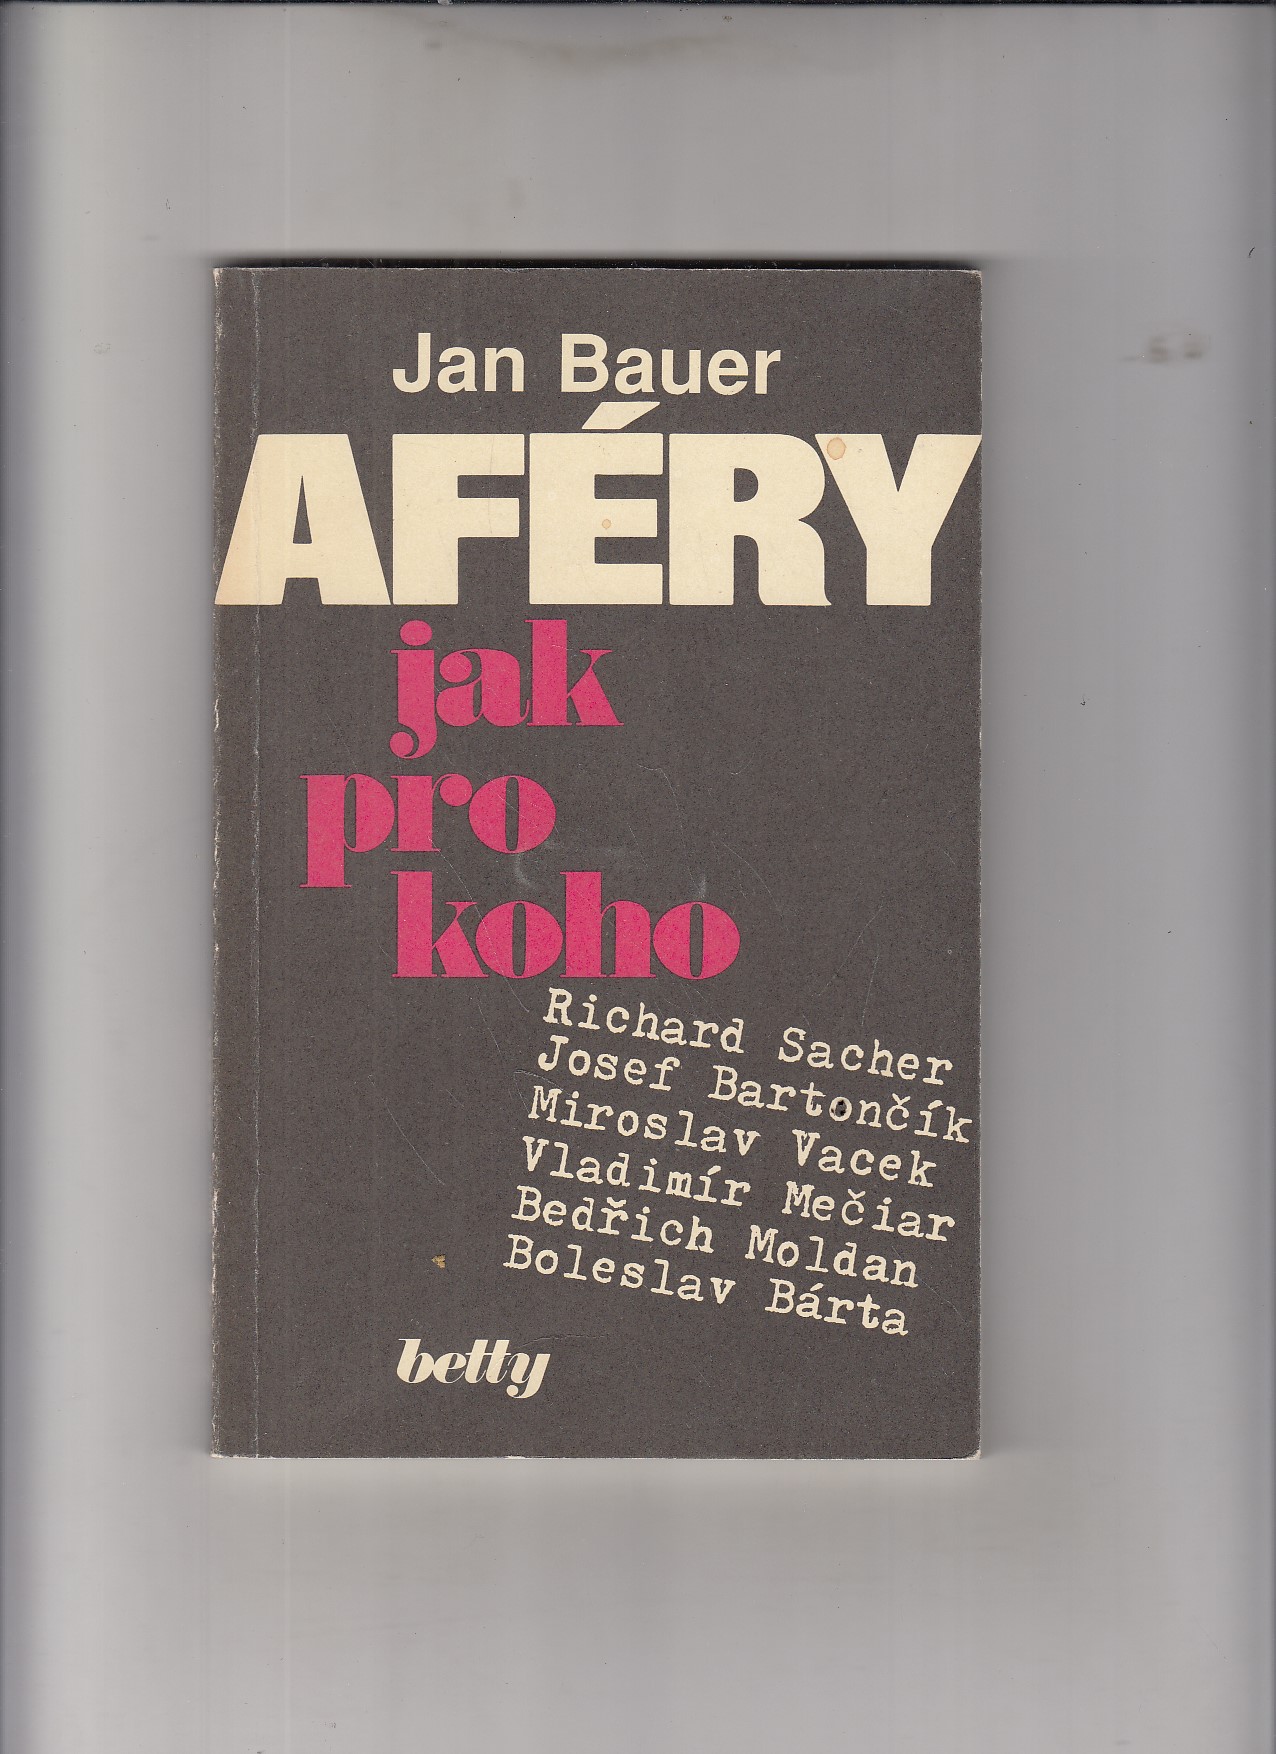 Jan Bauer
AFÉRY
jak
pro
koho
Richard Sacher
Josef Bartončík
Miroslav Vacek
Vladimír Mečiar
Bedřich Moldan
Boleslav Bárta
betty